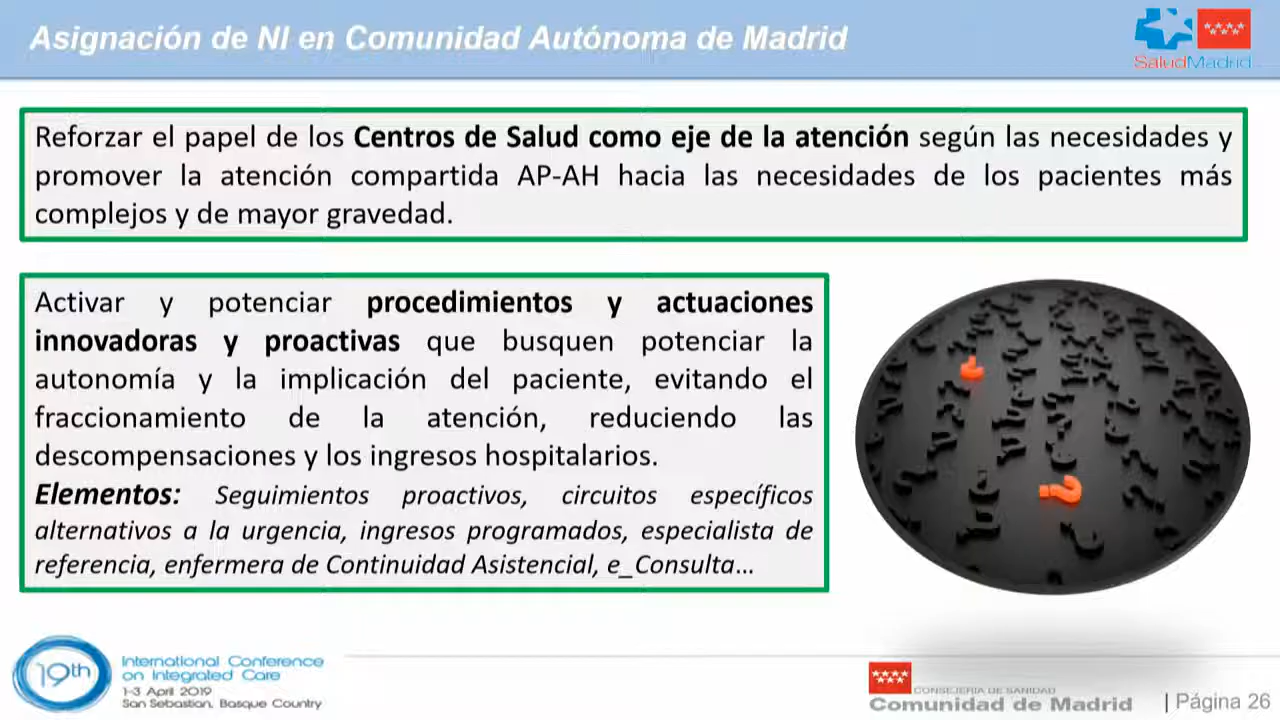 Asignación de NI en Comunidad Autónoma de Madrid
SaludMadrid
Reforzar el papel de los Centros de Salud como eje de la atención según las necesidades y
promover la atención compartida AP-AH hacia las necesidades de los pacientes más
complejos y de mayor gravedad.
Activar y potenciar procedimientos y actuaciones
innovadoras y proactivas que busquen potenciar la
autonomía y la implicación del paciente, evitando el
fraccionamiento de la atención, reduciendo las
descompensaciones y los ingresos hospitalarios.
Elementos: Seguimientos proactivos, circuitos específicos
alternativos a la urgencia, ingresos programados, especialista de
referencia, enfermera de Continuidad Asistencial, e_Consulta…
19th
International Conference
on Integrated Care
1-3 April 2019
San Sebastian, Basque Country
CONSEJERIA DE SANIDAD
Comunidad de Madrid
| Página 26